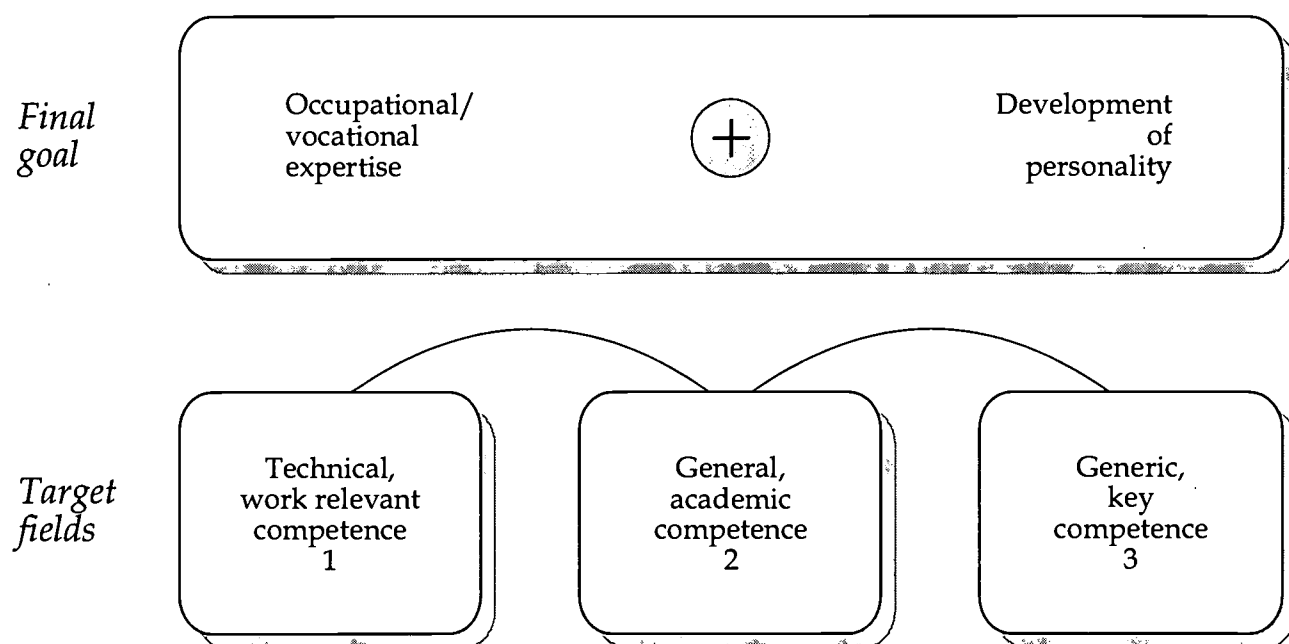 Final
goal
Occupational/
vocational
expertise
+
Development
of
personality
Target
fields
Technical,
work relevant
competence
1
General,
academic
competence
2
Generic,
key
competence
3